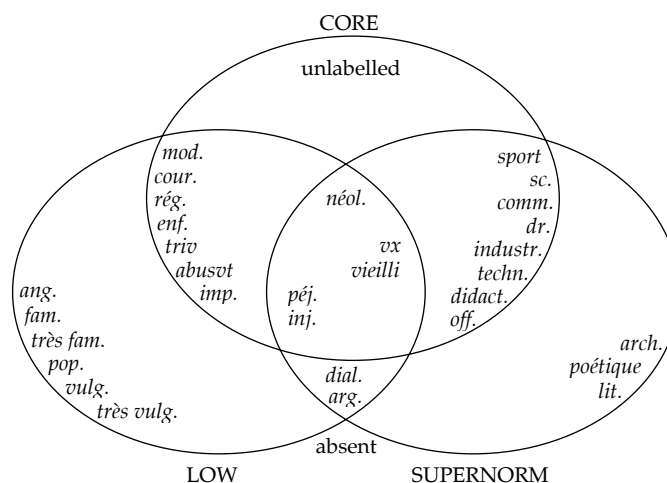 CORE
unlabelled
mod.
cour.
rég.
enf.
triv
abusvt
imp.
néol.
vx
vieilli
péj.
inj.
sport
sc.
comm.
dr.
industr.
techn.
didact.
off.
ang.
fam.
très fam.
pop.
vulg.
très vulg.
dial.
arg.
arch.
poétique
lit.
absent
LOW
SUPERNORM